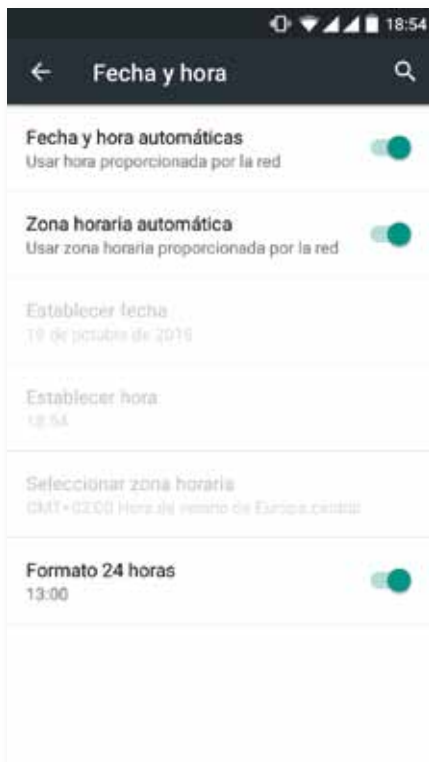 18:54
Fecha y hora
Fecha y hora automáticas
Usar hora proporcionada por la red
Zona horaria automática
Usar zona horaria proporcionada por la red
Establecer fecha
de octubre de
Establecer hora
18:54
Seleccionar zona horaria
GMT+02:00 Hora de verano de Europa central
Formato 24 horas
13:00